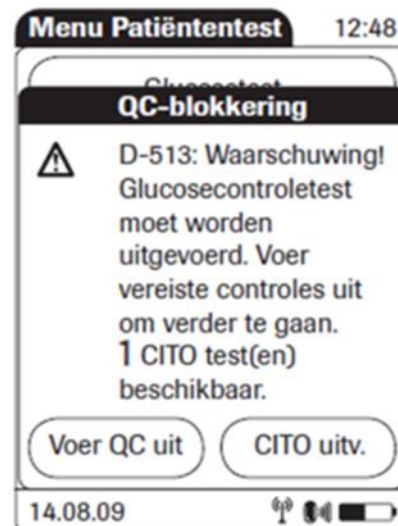 Menu Patiëntentest 12:48
Glucosetest
QC-blokkering
D-513: Waarschuwing!
Glucosecontroletest
moet worden
uitgevoerd. Voer
vereiste controles uit
om verder te gaan.
1 CITO test(en)
beschikbaar.
Voer QC uit CITO uitv.
14.08.09